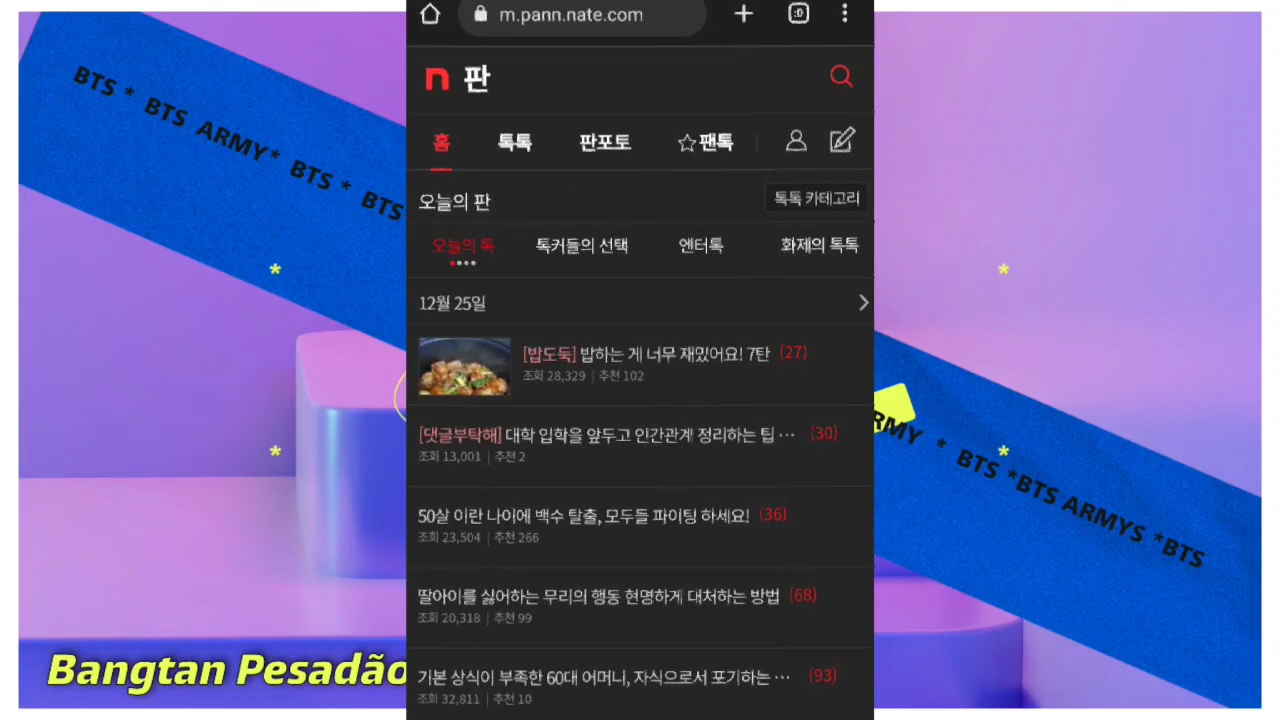 BTS * BTS ARMY* BTS * BTS
m.pann.nate.com
:D
n 판
홈 톡톡 판포토 ☆팬톡
오늘의 판 톡톡 카테고리
오늘의 톡 톡커들의 선택 엔터톡 화제의 톡톡
12월 25일
[밥도둑] 밥하는 게 너무 재밌어요! 7탄 (27)
조회 28,329 | 추천 102
[댓글부탁해] 대학 입학을 앞두고 인간관계 정리하는 팁 ··· (30)
조회 13,001 | 추천 2
50살 이란 나이에 백수 탈출, 모두들 파이팅 하세요! (36)
조회 23,504 | 추천 266
딸아이를 싫어하는 무리의 행동 현명하게 대처하는 방법 (68)
조회 20,318 | 추천 99
기본 상식이 부족한 60대 어머니, 자식으로서 포기하는 ··· (93)
조회 32,811 | 추천 10
RMY * BTS *BTS ARMYS *BTS
Bangtan Pesadão